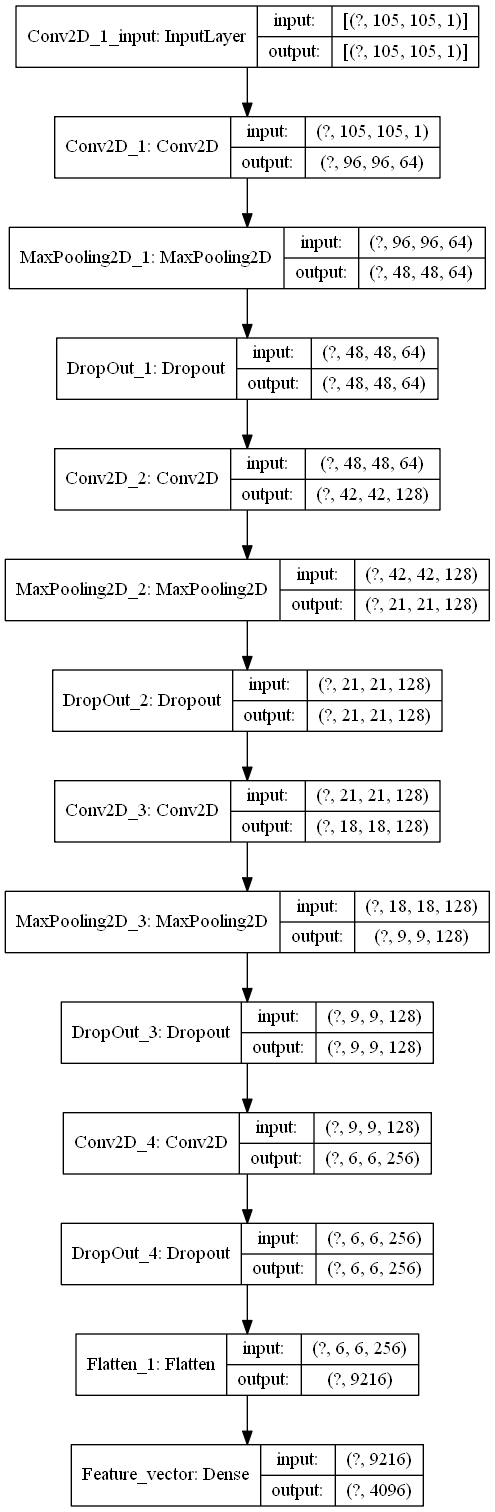 Conv2D_1_input: InputLayer
input: [(?, 105, 105, 1)]
output: [(?, 105, 105, 1)]
Conv2D_1: Conv2D
input: (?, 105, 105, 1)
output: (?, 96, 96, 64)
MaxPooling2D_1: MaxPooling2D
input: (?, 96, 96, 64)
output: (?, 48, 48, 64)
DropOut_1: Dropout
input: (?, 48, 48, 64)
output: (?, 48, 48, 64)
Conv2D_2: Conv2D
input: (?, 48, 48, 64)
output: (?, 42, 42, 128)
MaxPooling2D_2: MaxPooling2D
input: (?, 42, 42, 128)
output: (?, 21, 21, 128)
DropOut_2: Dropout
input: (?, 21, 21, 128)
output: (?, 21, 21, 128)
Conv2D_3: Conv2D
input: (?, 21, 21, 128)
output: (?, 18, 18, 128)
MaxPooling2D_3: MaxPooling2D
input: (?, 18, 18, 128)
output: (?, 9, 9, 128)
DropOut_3: Dropout
input: (?, 9, 9, 128)
output: (?, 9, 9, 128)
Conv2D_4: Conv2D
input: (?, 9, 9, 128)
output: (?, 6, 6, 256)
DropOut_4: Dropout
input: (?, 6, 6, 256)
output: (?, 6, 6, 256)
Flatten_1: Flatten
input: (?, 6, 6, 256)
output: (?, 9216)
Feature_vector: Dense
input: (?, 9216)
output: (?, 4096)